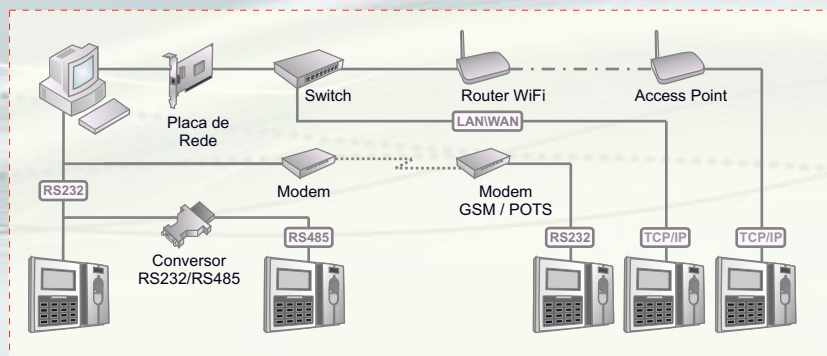 Switch
Router WiFi
Access Point
Placa de
Rede
LAN\WAN
RS232
Modem
Modem
GSM / POTS
Conversor
RS232/RS485
RS485
RS232
TCP/IP
TCP/IP